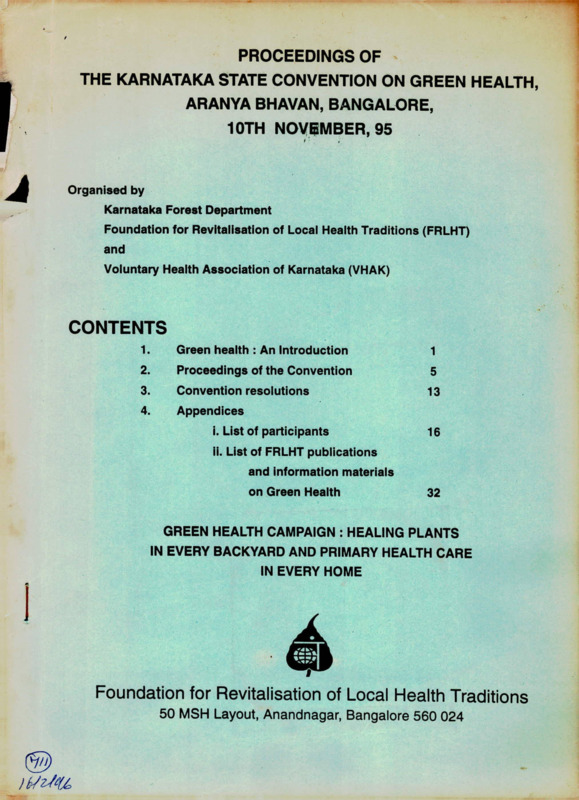 PROCEEDINGS OF
THE KARNATAKA STATE CONVENTION ON GREEN HEALTH,
ARANYA BHAVAN, BANGALORE,
10TH NOVEMBER, 95
Organised by
Karnataka Forest Department
Foundation for Revitalisation of Local Health Traditions (FRLHT)
and
Voluntary Health Association of Karnataka (VHAK)
CONTENTS
1. Green health : An Introduction 1
2. Proceedings of the Convention 5
3. Convention resolutions 13
4. Appendices
i. List of participants 16
ii. List of FRLHT publications
and information materials
on Green Health 32
GREEN HEALTH CAMPAIGN : HEALING PLANTS
IN EVERY BACKYARD AND PRIMARY HEALTH CARE
IN EVERY HOME
Foundation for Revitalisation of Local Health Traditions
50 MSH Layout, Anandnagar, Bangalore 560 024
16/2/96